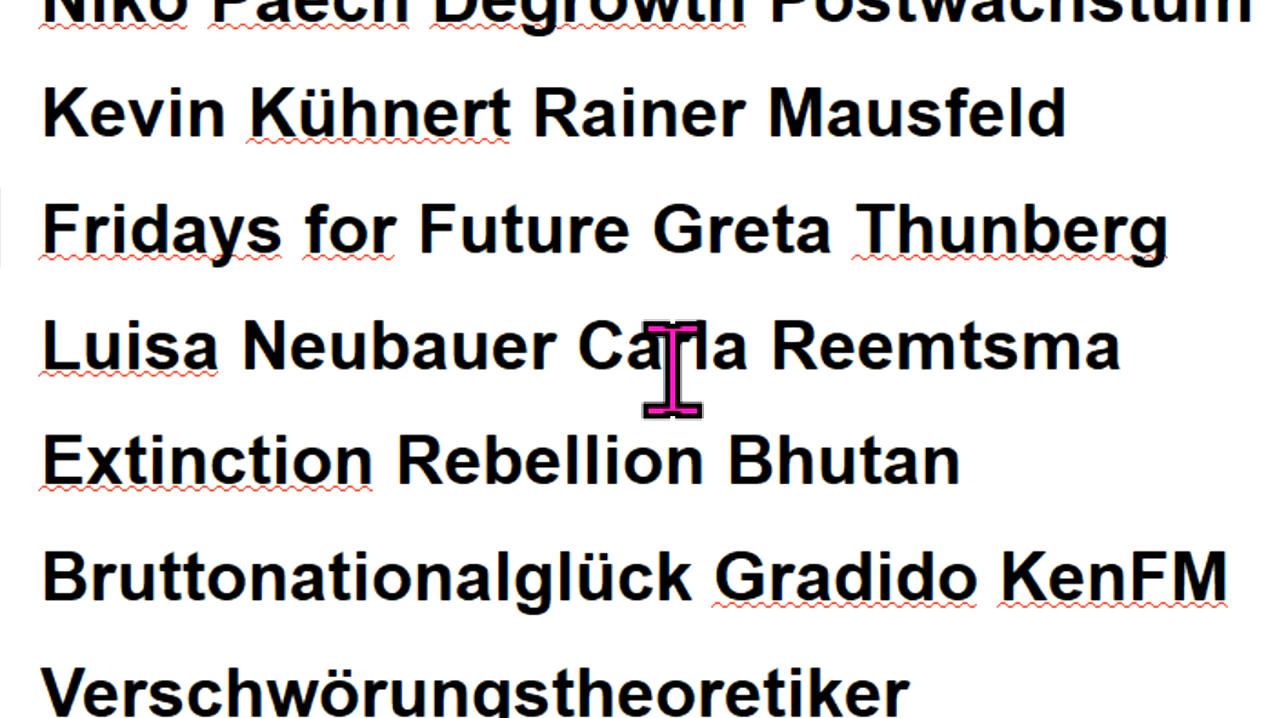 Niko Paech Degrowth Postwachstum
Kevin Kühnert Rainer Mausfeld
Fridays for Future Greta Thunberg
Luisa Neubauer Carla Reemtsma
Extinction Rebellion Bhutan
Bruttonationalglück Gradido KenFM
Verschwörungstheoretiker